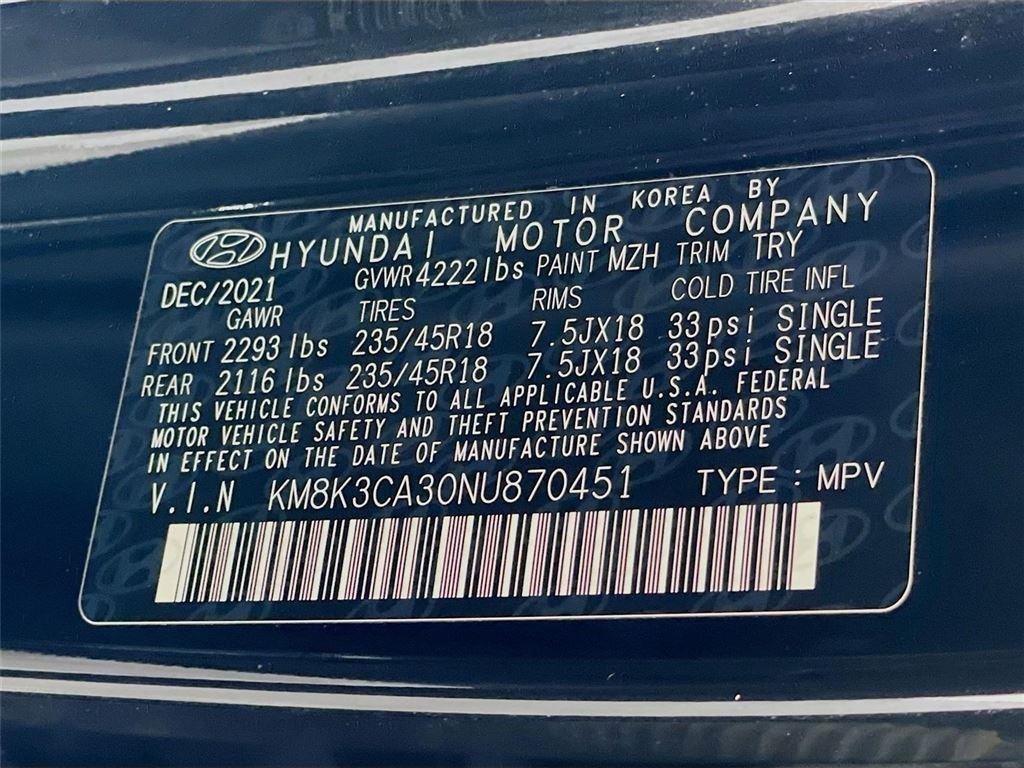 MANUFACTURED IN KOREA BY
HYUNDAI MOTOR COMPANY
DEC/2021 GVWR 4222 lbs PAINT MZH TRIM TRY
GAWR TIRES RIMS COLD TIRE INFL
FRONT 2293 lbs 235/45R18 7.5JX18 33psi SINGLE
REAR 2116 lbs 235/45R18 7.5JX18 33psi SINGLE
THIS VEHICLE CONFORMS TO ALL APPLICABLE U.S.A. FEDERAL
MOTOR VEHICLE SAFETY AND THEFT PREVENTION STANDARDS
IN EFFECT ON THE DATE OF MANUFACTURE SHOWN ABOVE
V.I.N KM8K3CA30NU870451 TYPE : MPV